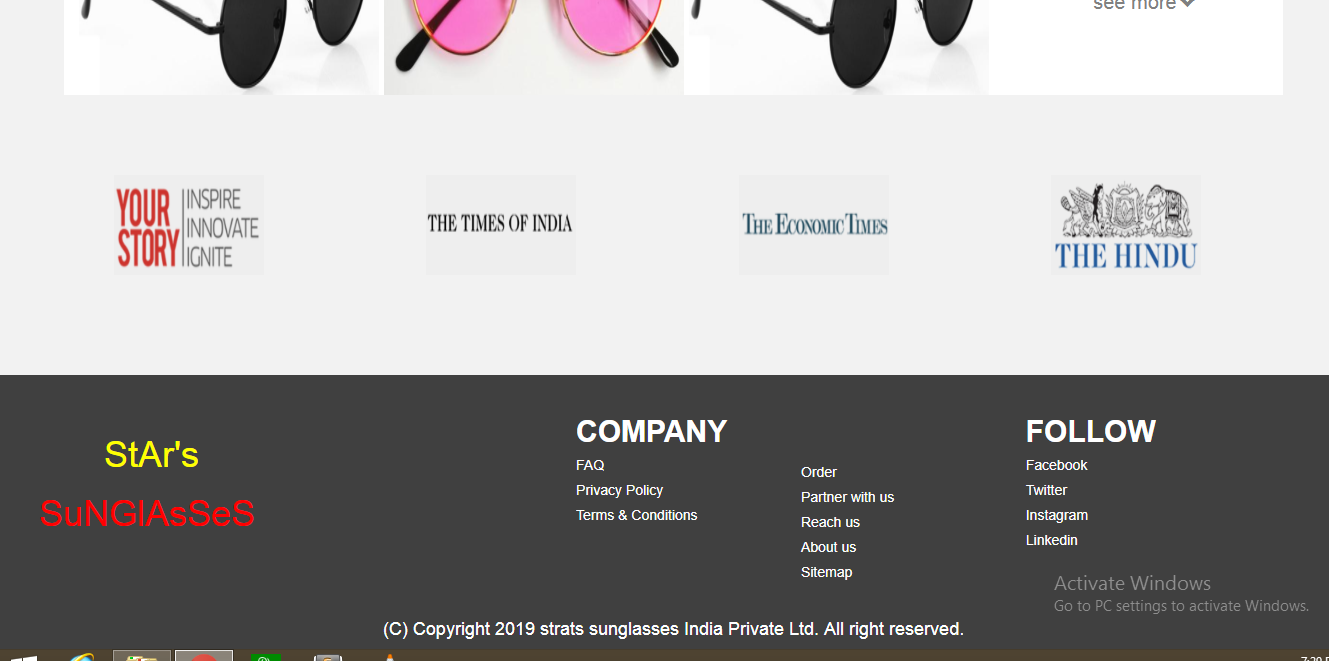 see more
YOUR STORY
INSPIRE
INNOVATE
IGNITE
THE TIMES OF INDIA
THE ECONOMIC TIMES
THE HINDU
StAr's
SuNGlAsSeS
COMPANY
FAQ
Privacy Policy
Terms & Conditions
Order
Partner with us
Reach us
About us
Sitemap
FOLLOW
Facebook
Twitter
Instagram
Linkedin
Activate Windows
Go to PC settings to activate Windows.
(C) Copyright 2019 strats sunglasses India Private Ltd. All right reserved.